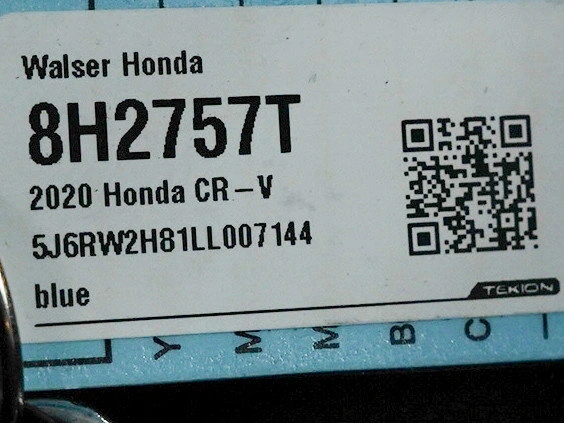 Walser Honda
8H2757T
2020 Honda CR-V
5J6RW2H81LL007144
blue
TEKION
Y M M B C